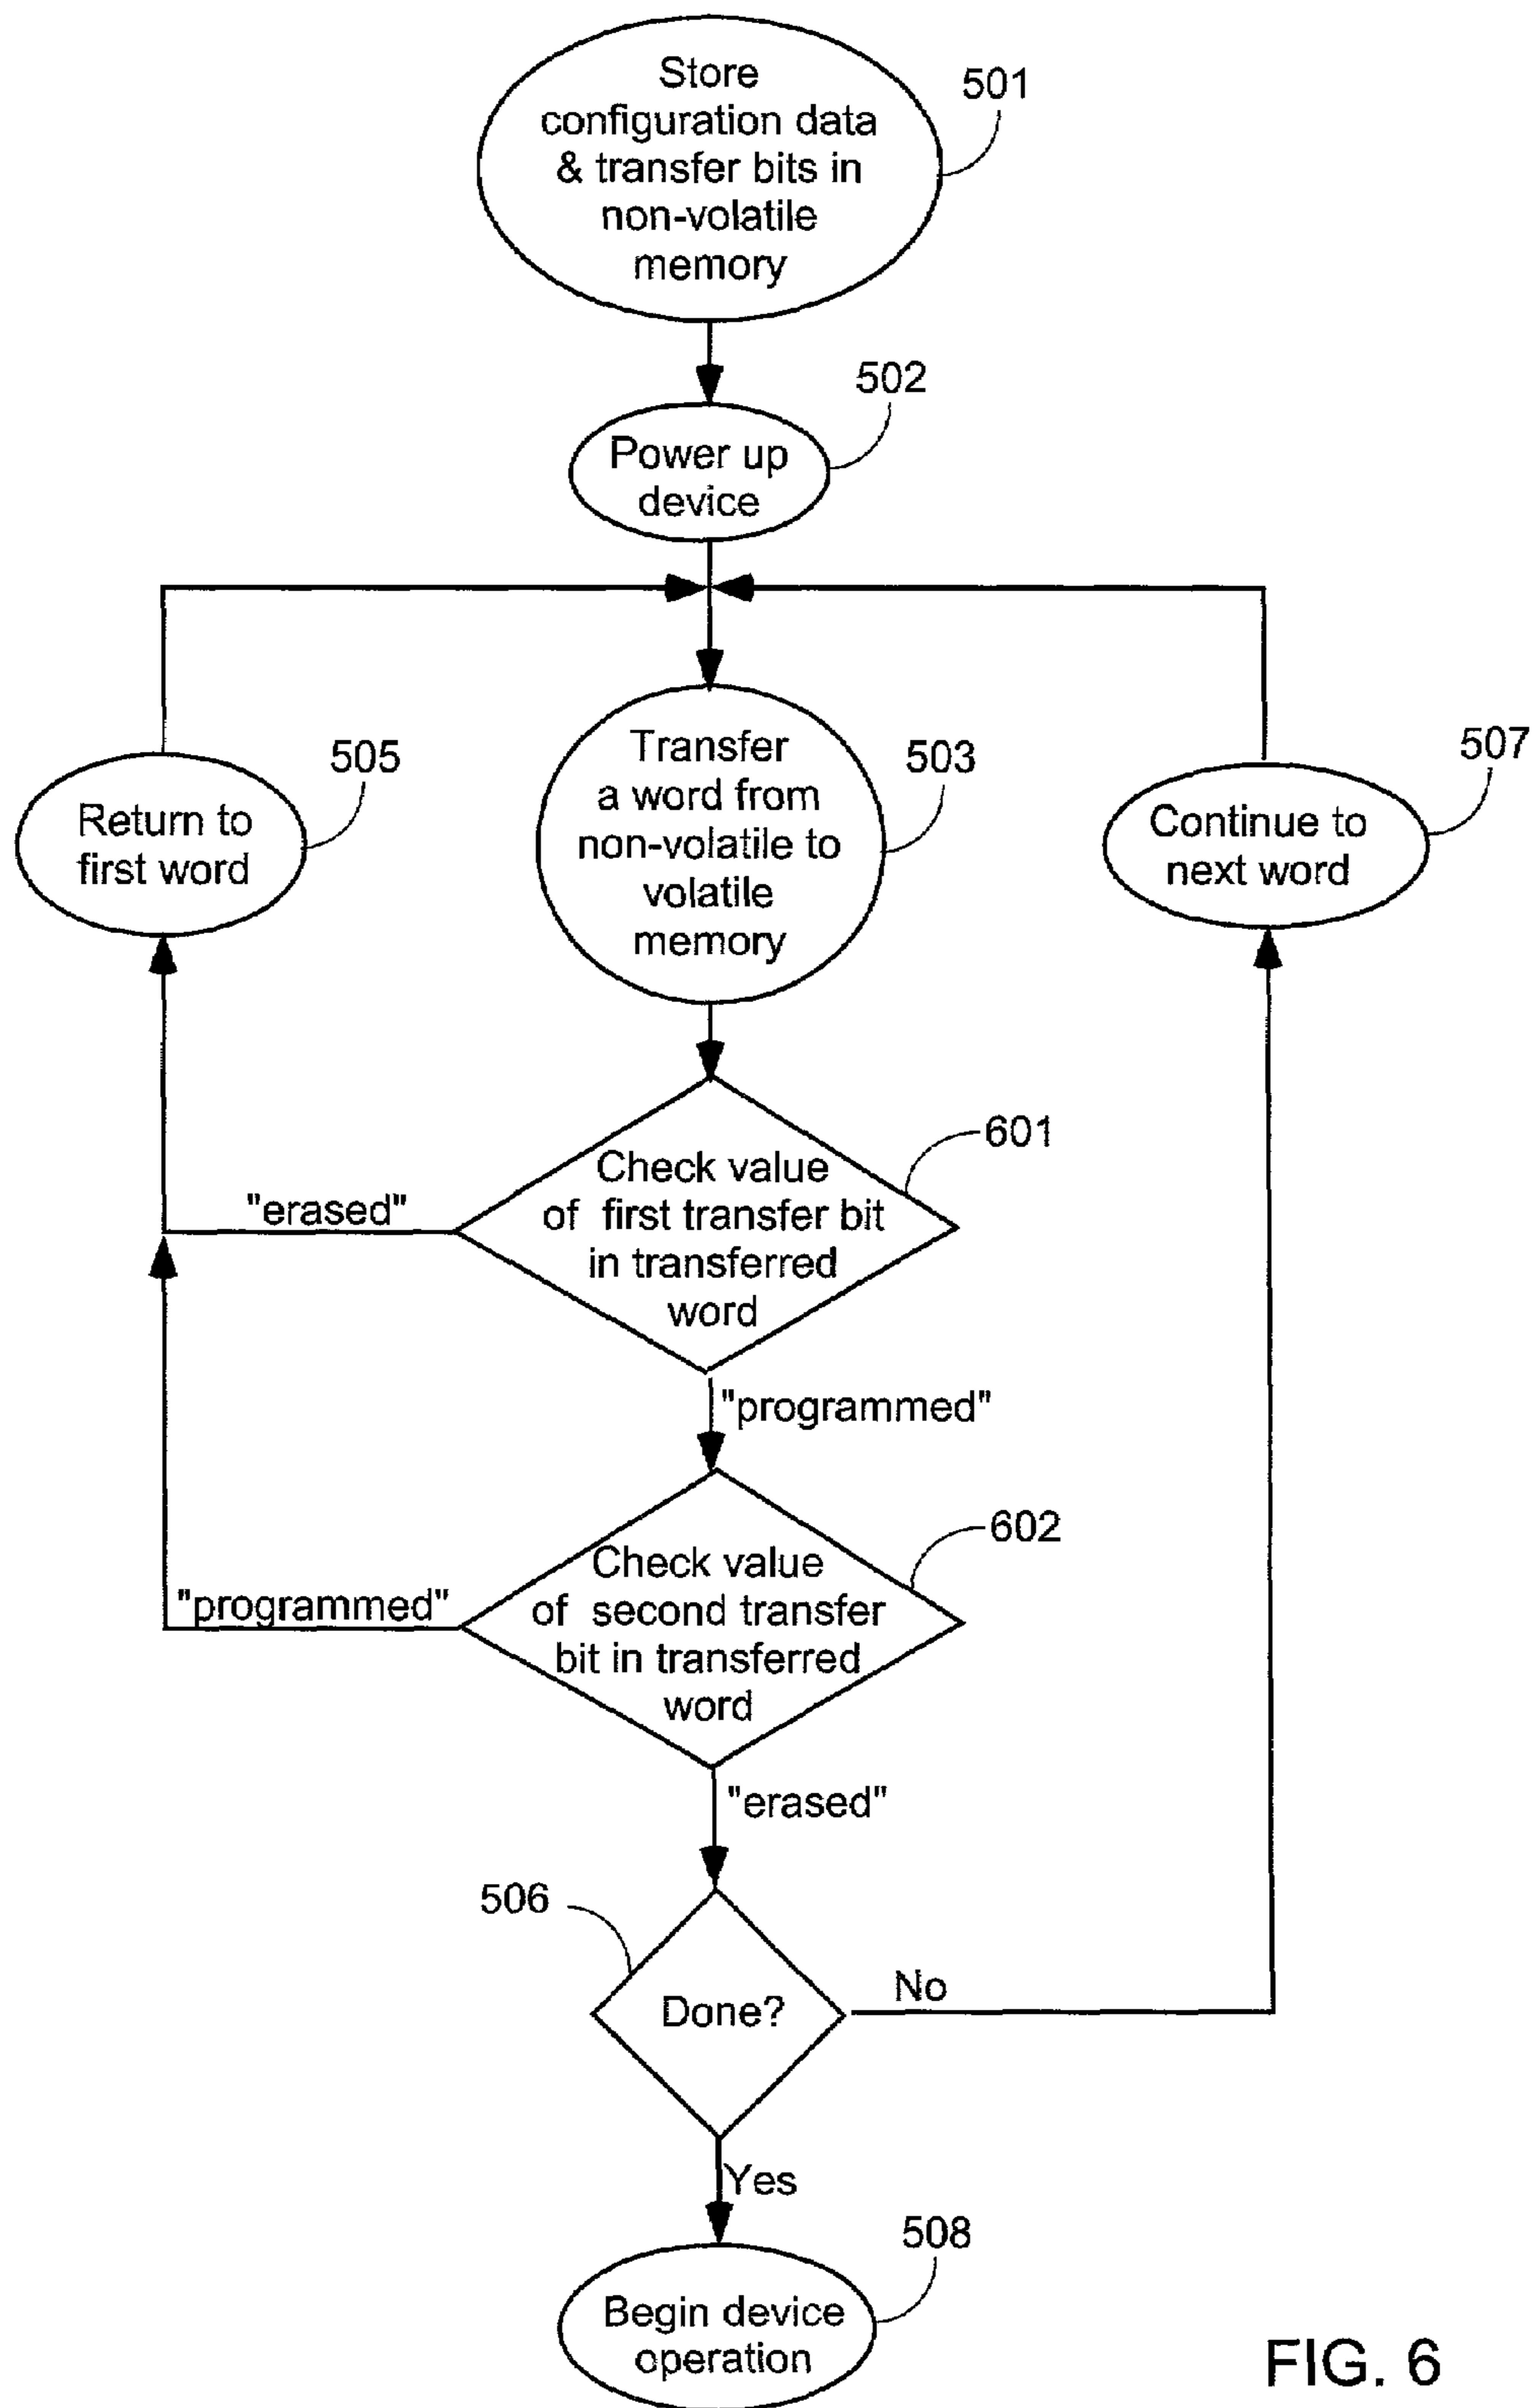 Store
configuration data
& transfer bits in
non-volatile
memory
501
502
Power up
device
505
Return to
first word
Transfer
a word from
non-volatile to
volatile
memory
503
507
Continue to
next word
601
Check value
of first transfer bit
in transferred
word
"erased"
"programmed"
602
Check value
of second transfer
bit in transferred
word
"programmed"
"erased"
506
Done?
No
Yes
508
Begin device
operation
FIG. 6